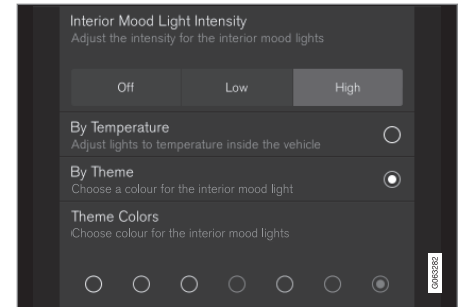 Interior Mood Light Intensity
Adjust the intensity for the interior mood lights
Off Low High
By Temperature
Adjust lights to temperature inside the vehicle
By Theme
Choose a colour for the interior mood light
Theme Colors
Choose colour for the interior mood lights
G063282